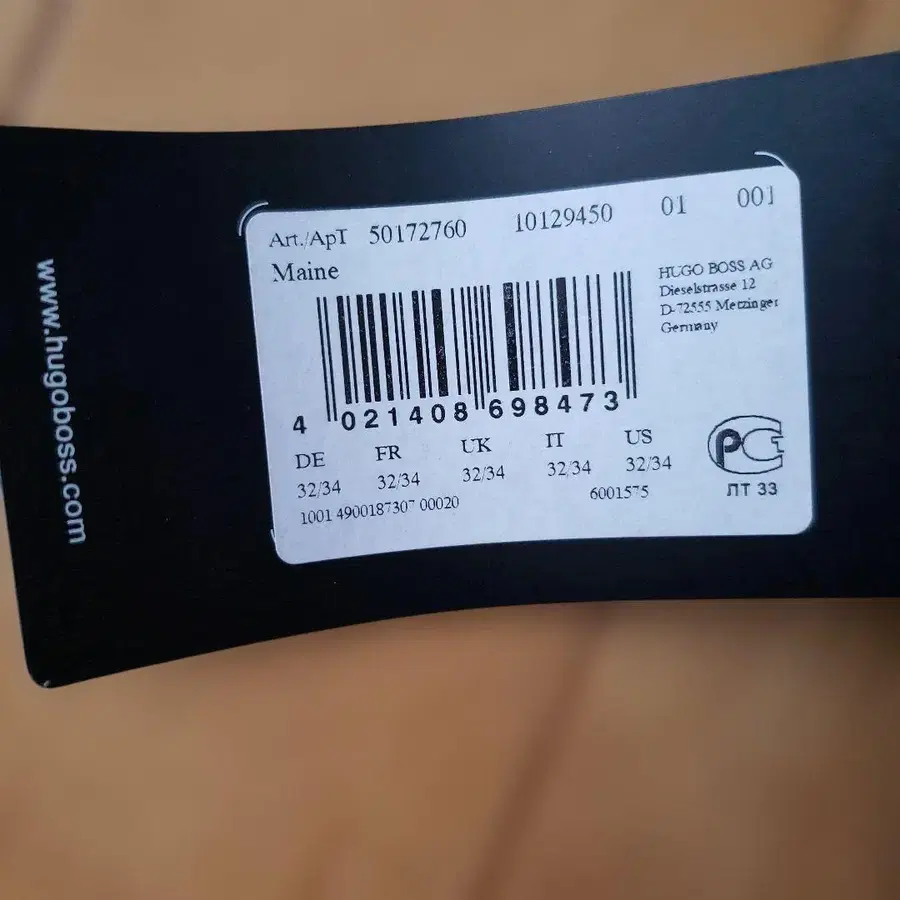 www.hugoboss.com
Art./АрТ 50172760 10129450 01 001
Maine
HUGO BOSS AG
Dieselstrasse 12
D-72555 Metzinger
Germany
4 021408 698473
DE FR UK IT US
32/34 32/34 32/34 32/34 32/34
1001 4900187307 00020 6001575
РС
ЛТ 33